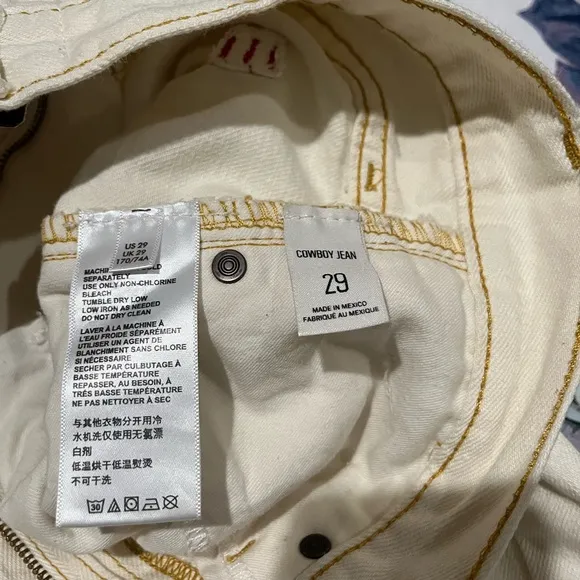 US 29
UK 29
170/74A
SEPARATELY
USE ONLY NON-CHLORINE
BLEACH
TUMBLE DRY LOW
LOW IRON AS NEEDED
DO NOT DRY CLEAN
LAVER À LA MACHINE À
L'EAU FROIDE SÉPARÉMENT
UTILISER UN AGENT DE
BLANCHIMENT SANS CHLORE
SI NÉCESSAIRE
SECHER PAR CULBUTAGE À
BASSE TEMPÉRATURE
REPASSER, AU BESOIN, À
TRÈS BASSE TEMPÉRATURE
NE PAS NETTOYER À SEC
与其他衣物分开用冷
水机洗仅使用无氯漂
白剂
低温烘干低温熨烫
不可干洗
30
COWBOY JEAN
29
MADE IN MEXICO
FABRIQUÉ AU MEXIQUE